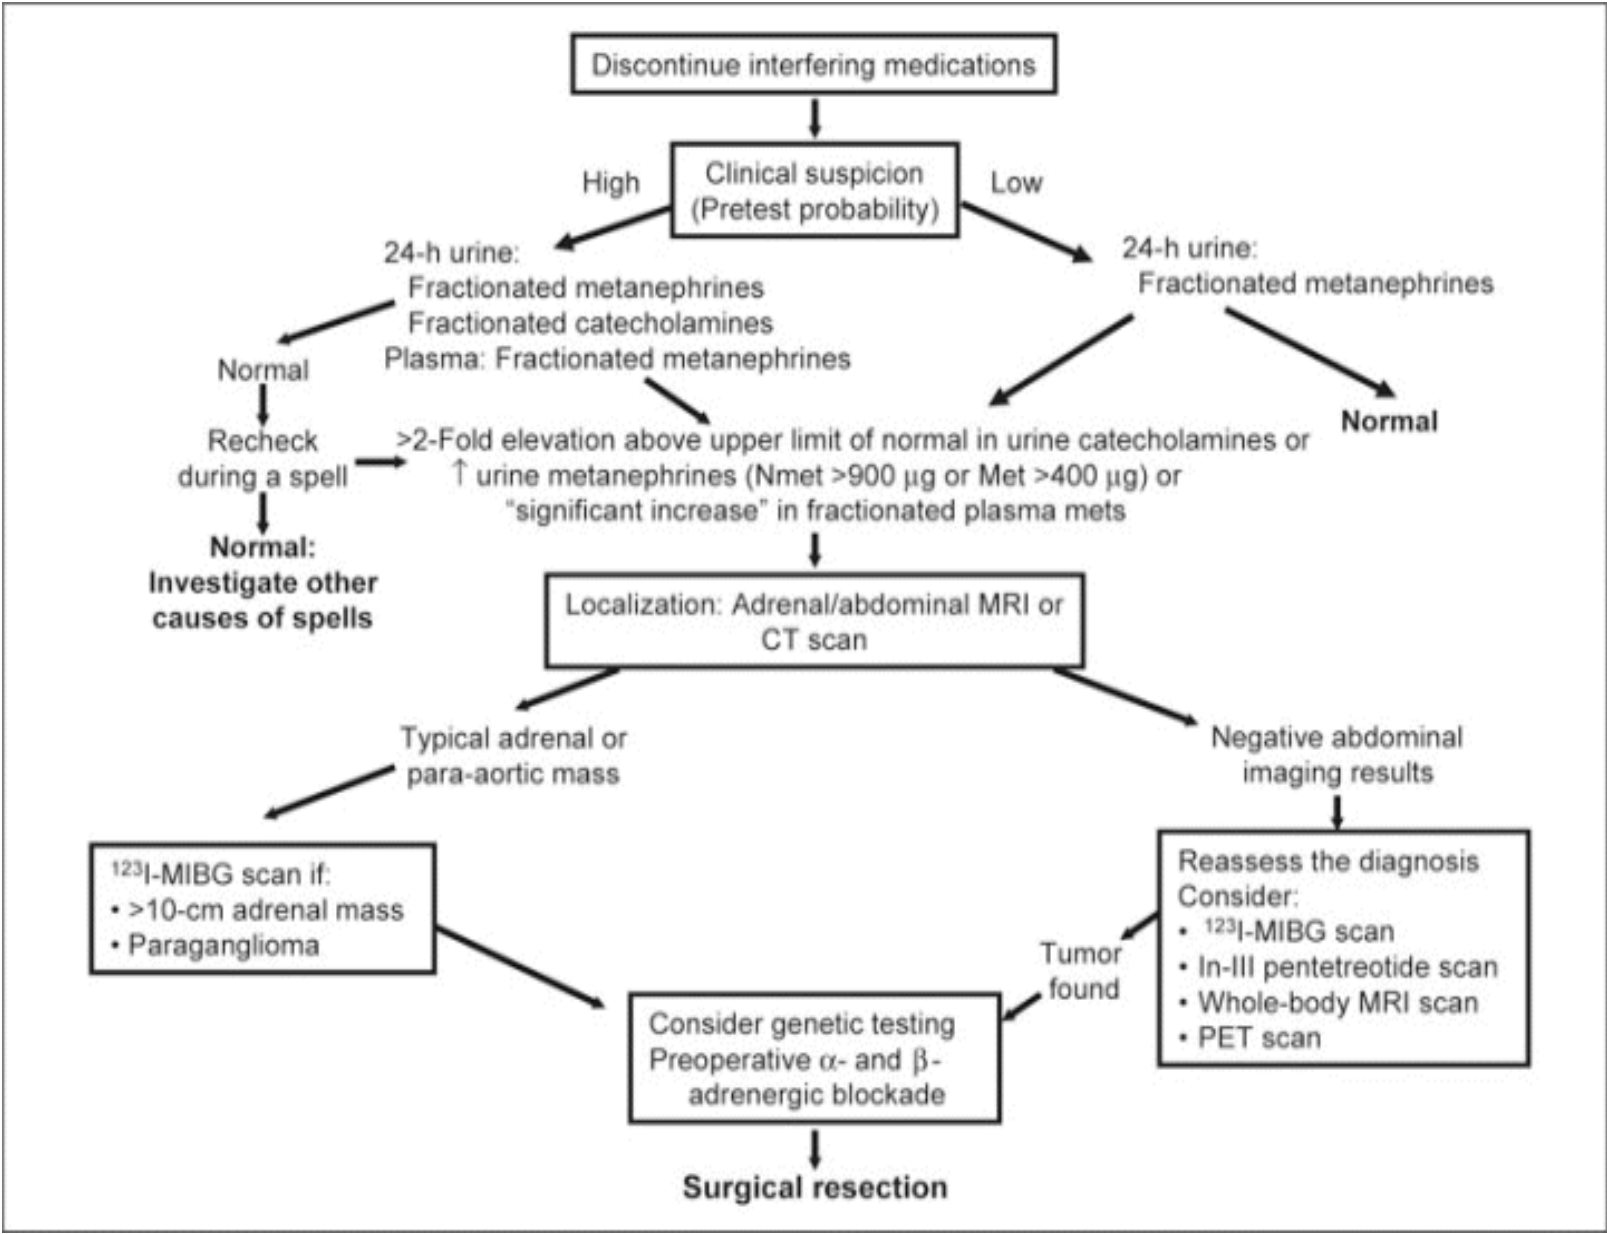 Discontinue interfering medications
Clinical suspicion
(Pretest probability)
High
Low
24-h urine:
Fractionated metanephrines
Fractionated catecholamines
Plasma: Fractionated metanephrines
24-h urine:
Fractionated metanephrines
Normal
Recheck
during a spell
Normal:
Investigate other
causes of spells
Normal
>2-Fold elevation above upper limit of normal in urine catecholamines or
↑ urine metanephrines (Nmet >900 μg or Met >400 μg) or
“significant increase” in fractionated plasma mets
Localization: Adrenal/abdominal MRI or
CT scan
Typical adrenal or
para-aortic mass
Negative abdominal
imaging results
¹²³I-MIBG scan if:
• >10-cm adrenal mass
• Paraganglioma
Reassess the diagnosis
Consider:
• ¹²³I-MIBG scan
• In-III pentetreotide scan
• Whole-body MRI scan
• PET scan
Tumor
found
Consider genetic testing
Preoperative α- and β-
adrenergic blockade
Surgical resection